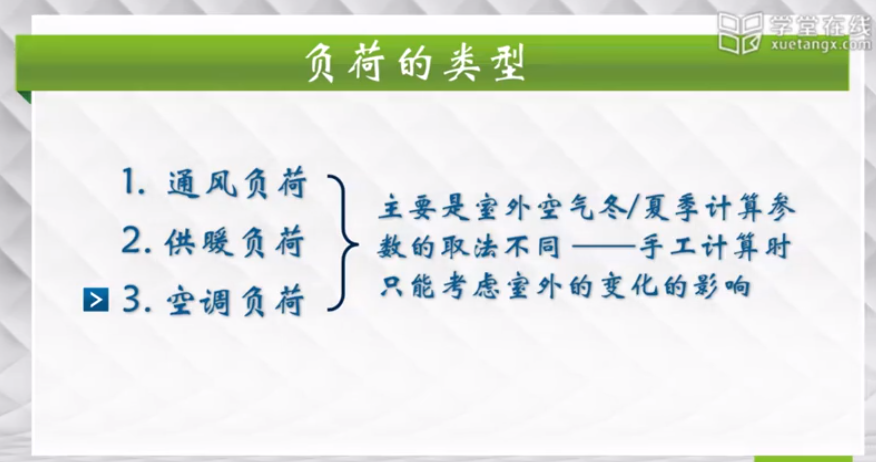 学堂在线
xuetangx.com
负荷的类型
1. 通风负荷
2. 供暖负荷
3. 空调负荷
主要是室外空气冬/夏季计算参
数的取法不同 ——手工计算时
只能考虑室外的变化的影响